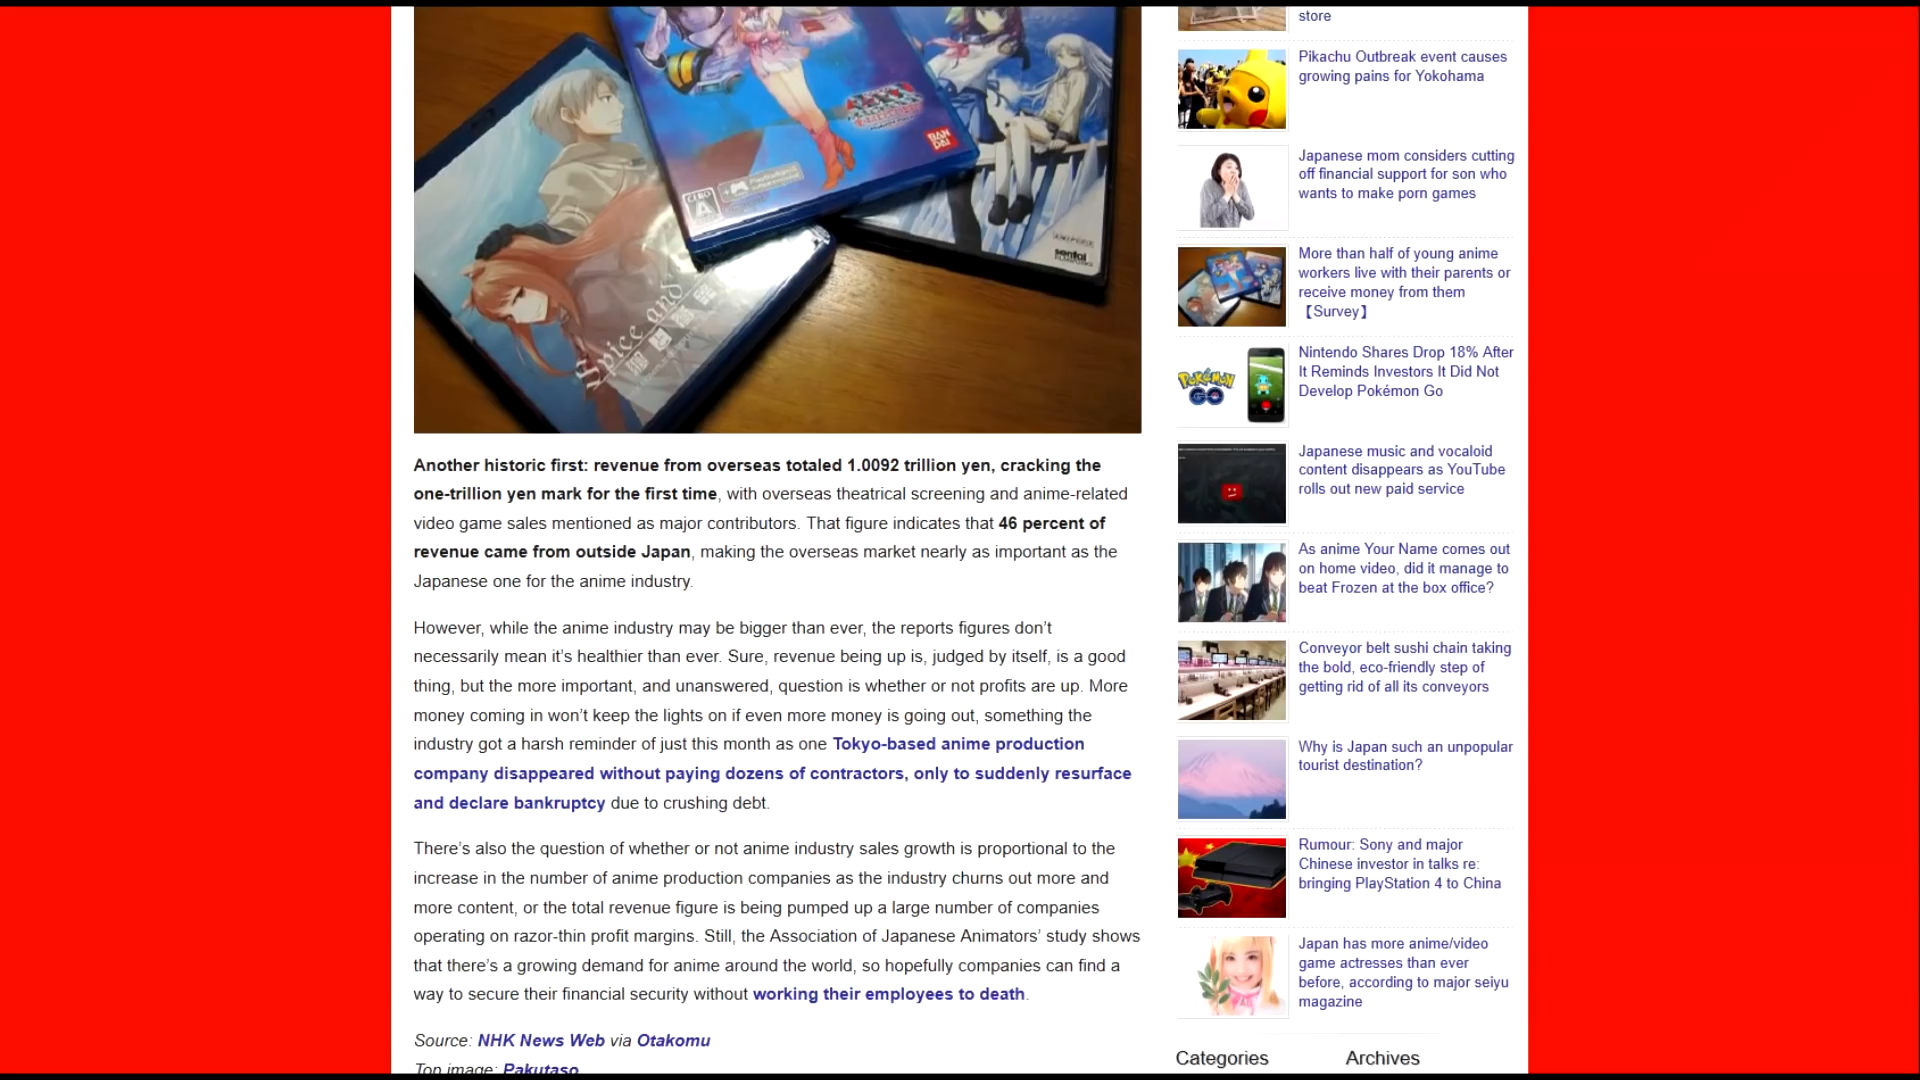 BAN
DAI
CERO
A
Spice and
sentai
Another historic first: revenue from overseas totaled 1.0092 trillion yen, cracking the
one-trillion yen mark for the first time, with overseas theatrical screening and anime-related
video game sales mentioned as major contributors. That figure indicates that 46 percent of
revenue came from outside Japan, making the overseas market nearly as important as the
Japanese one for the anime industry.
However, while the anime industry may be bigger than ever, the reports figures don’t
necessarily mean it’s healthier than ever. Sure, revenue being up is, judged by itself, is a good
thing, but the more important, and unanswered, question is whether or not profits are up. More
money coming in won’t keep the lights on if even more money is going out, something the
industry got a harsh reminder of just this month as one Tokyo-based anime production
company disappeared without paying dozens of contractors, only to suddenly resurface
and declare bankruptcy due to crushing debt.
There’s also the question of whether or not anime industry sales growth is proportional to the
increase in the number of anime production companies as the industry churns out more and
more content, or the total revenue figure is being pumped up a large number of companies
operating on razor-thin profit margins. Still, the Association of Japanese Animators’ study shows
that there’s a growing demand for anime around the world, so hopefully companies can find a
way to secure their financial security without working their employees to death.
Source: NHK News Web via Otakomu
Top image: Pakutaso
store
Pikachu Outbreak event causes
growing pains for Yokohama
Japanese mom considers cutting
off financial support for son who
wants to make porn games
More than half of young anime
workers live with their parents or
receive money from them
【Survey】
POKÉMON
GO
Nintendo Shares Drop 18% After
It Reminds Investors It Did Not
Develop Pokémon Go
Japanese music and vocaloid
content disappears as YouTube
rolls out new paid service
As anime Your Name comes out
on home video, did it manage to
beat Frozen at the box office?
Conveyor belt sushi chain taking
the bold, eco-friendly step of
getting rid of all its conveyors
Why is Japan such an unpopular
tourist destination?
Rumour: Sony and major
Chinese investor in talks re:
bringing PlayStation 4 to China
Japan has more anime/video
game actresses than ever
before, according to major seiyu
magazine
Categories
Archives